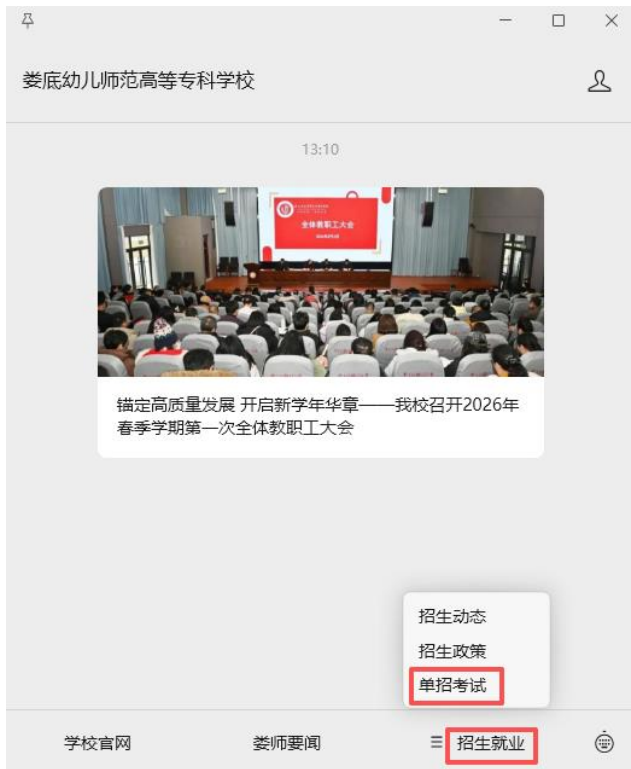 娄底幼儿师范高等专科学校
13:10
全体教职工大会
锚定高质量发展 开启新学年华章——我校召开2026年
春季学期第一次全体教职工大会
招生动态
招生政策
单招考试
学校官网
娄师要闻
招生就业